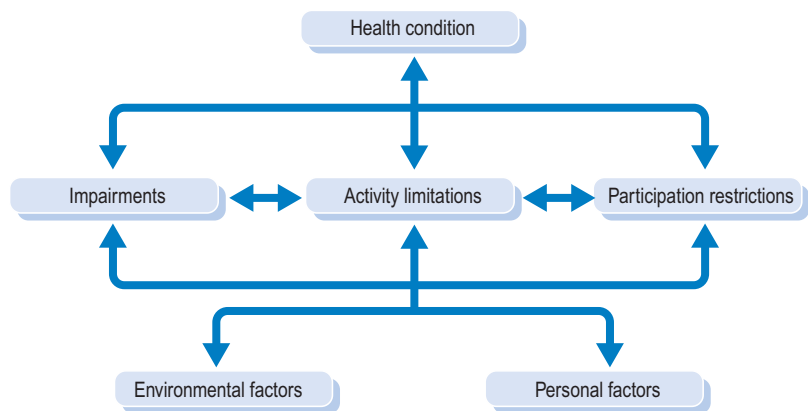 Health condition
Impairments
Activity limitations
Participation restrictions
Environmental factors
Personal factors